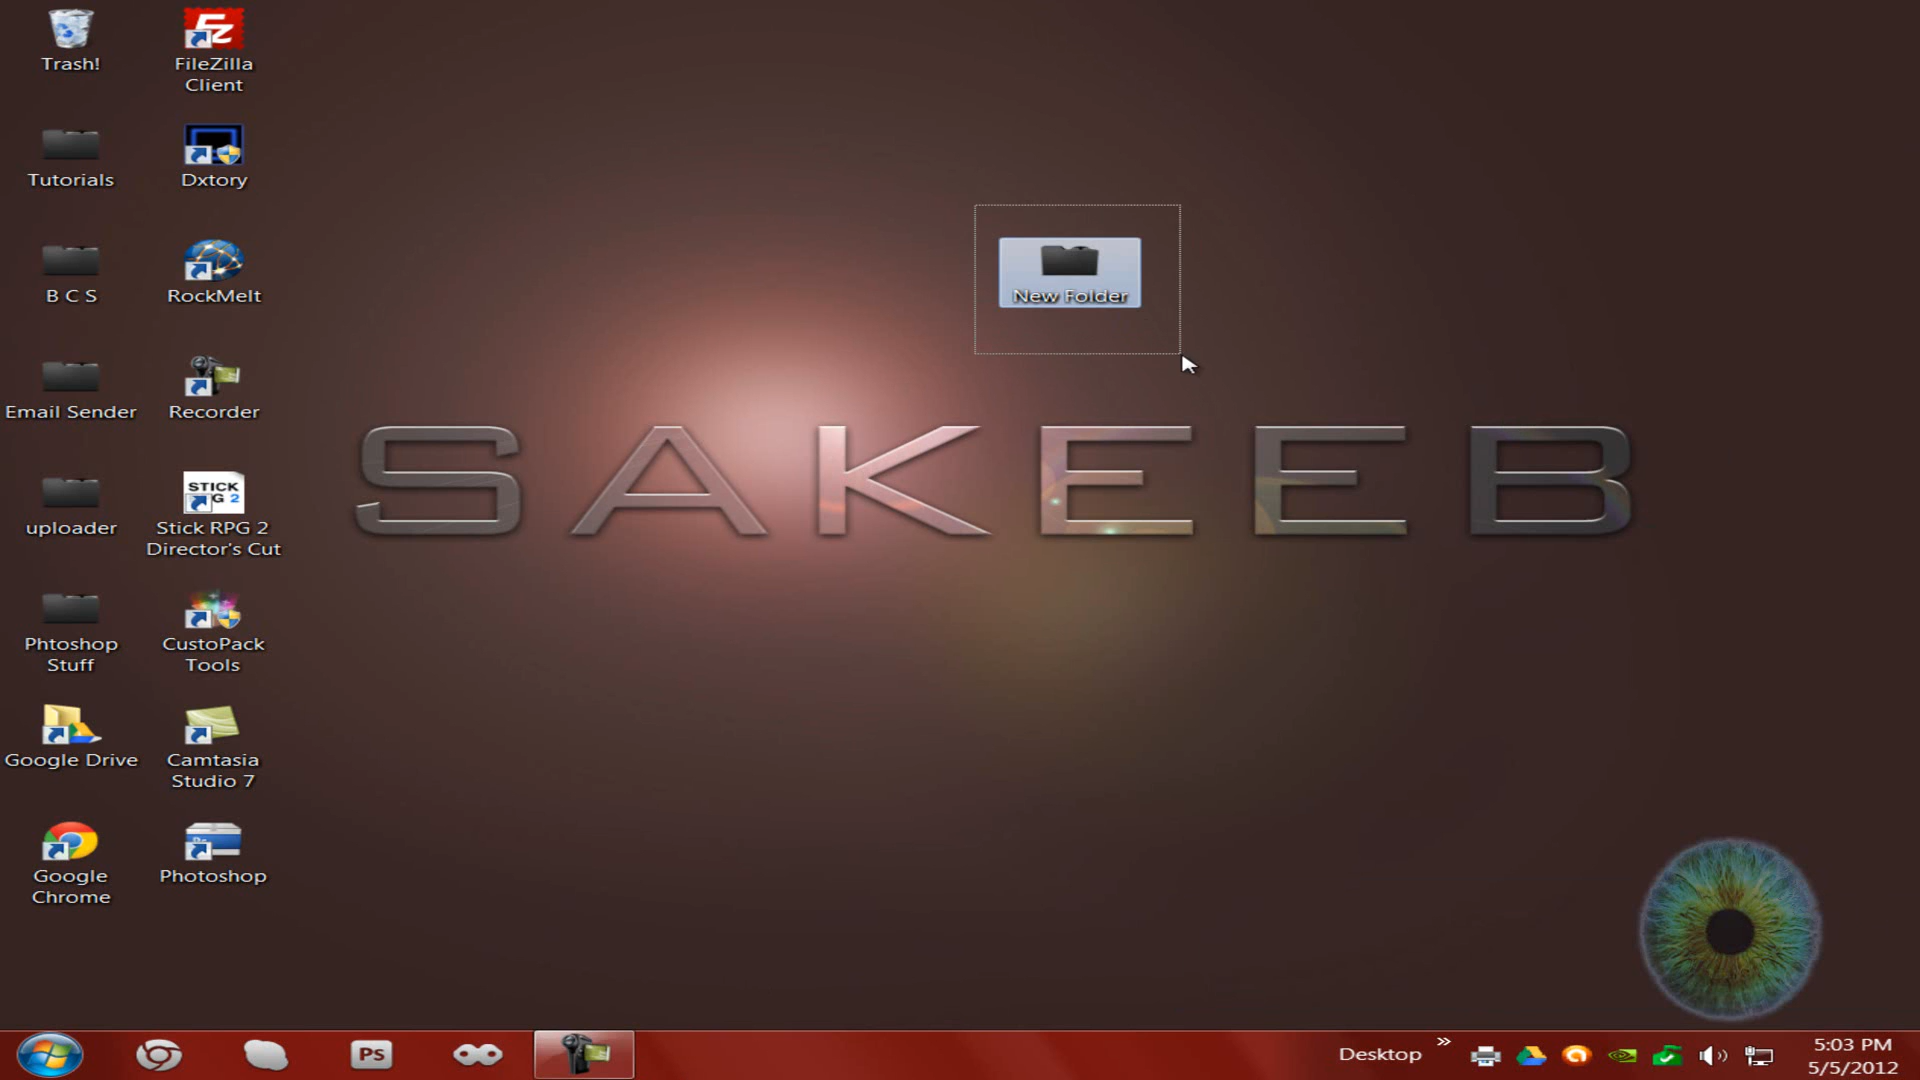 Trash!
FileZilla
Client
Tutorials
Dxtory
B C S
RockMelt
Email Sender
Recorder
uploader
STICK
G 2
Stick RPG 2
Director's Cut
Phtoshop
Stuff
CustoPack
Tools
Google Drive
Camtasia
Studio 7
Google
Chrome
Photoshop
New Folder
SAKEEB
PS
Desktop
»
5:03 PM
5/5/2012